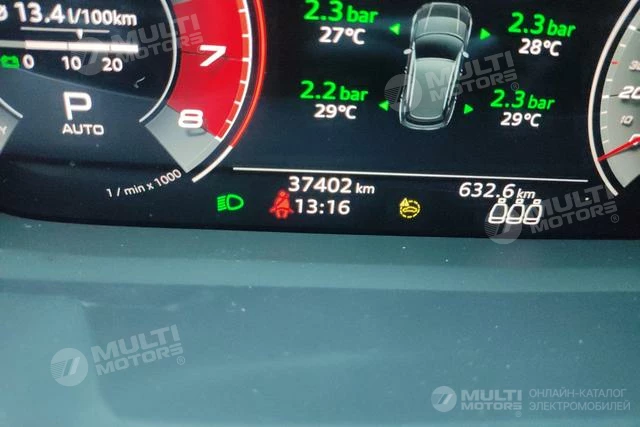 Ø 13.4 l/100km
0 10 20
P
AUTO
7
8
1 / min x 1000
2.3 bar
27°C
2.3 bar
28°C
2.2 bar
29°C
2.3 bar
29°C
37402 km
632.6 km
13:16
MULTI
MOTORS
MULTI
MOTORS
MULTI
MOTORS
MULTI
MOTORS
MULTI
MOTORS
ОНЛАЙН-КАТАЛОГ
ЭЛЕКТРОМОБИЛЕЙ